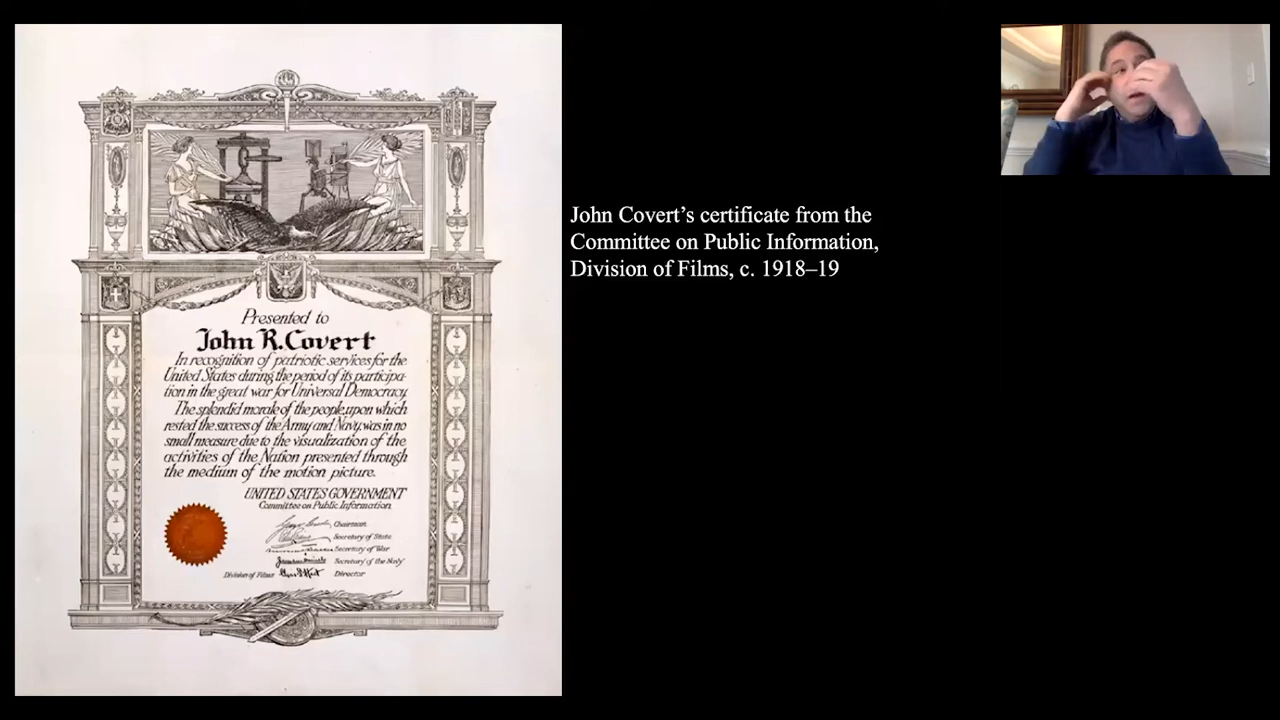 Presented to
John R. Covert
In recognition of patriotic services for the
United States during the period of its participa-
tion in the great war for Universal Democracy.
The splendid morale of the people, upon which
rested the success of the Army and Navy, was in no
small measure due to the visualization of the
activities of the Nation presented through
the medium of the motion picture.
UNITED STATES GOVERNMENT
Committee on Public Information
Chairman
Secretary of State
Secretary of War
Secretary of the Navy
Division of Films Director
John Covert’s certificate from the
Committee on Public Information,
Division of Films, c. 1918–19